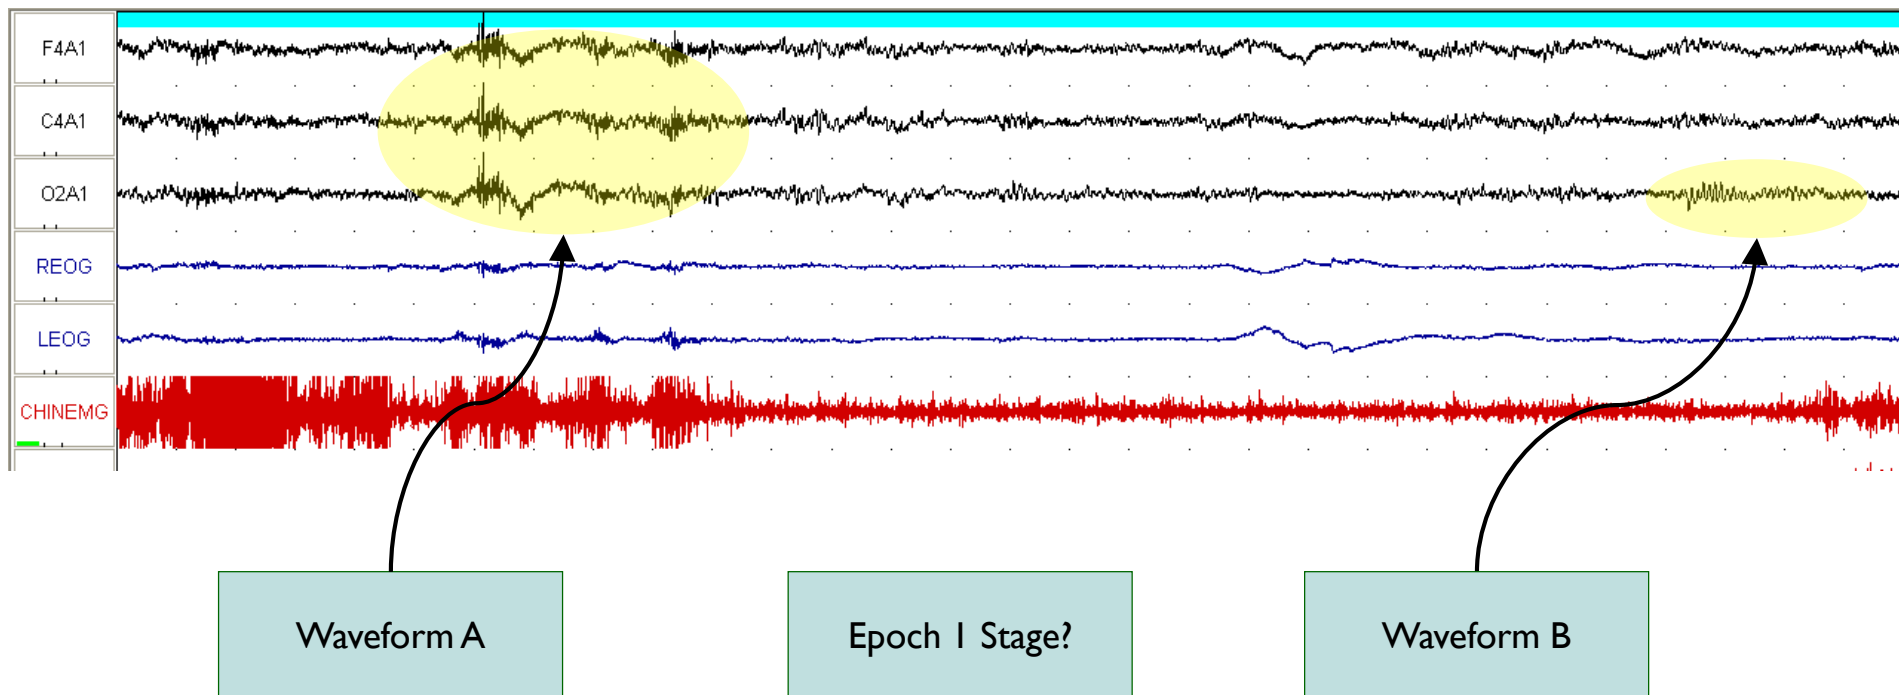 F4A1
C4A1
O2A1
REOG
LEOG
CHINEMG
Waveform A
Epoch 1 Stage?
Waveform B